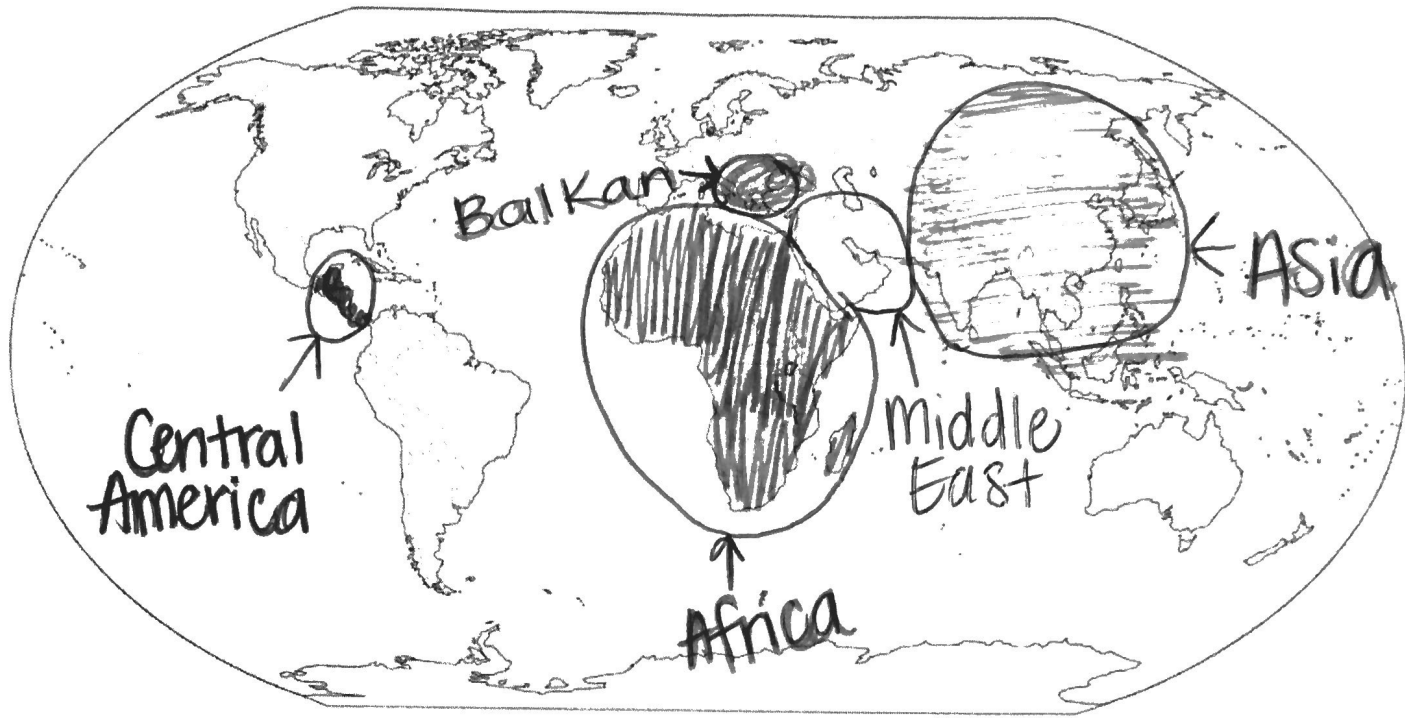 Balkan
Asia
Central
America
Middle
East
Africa